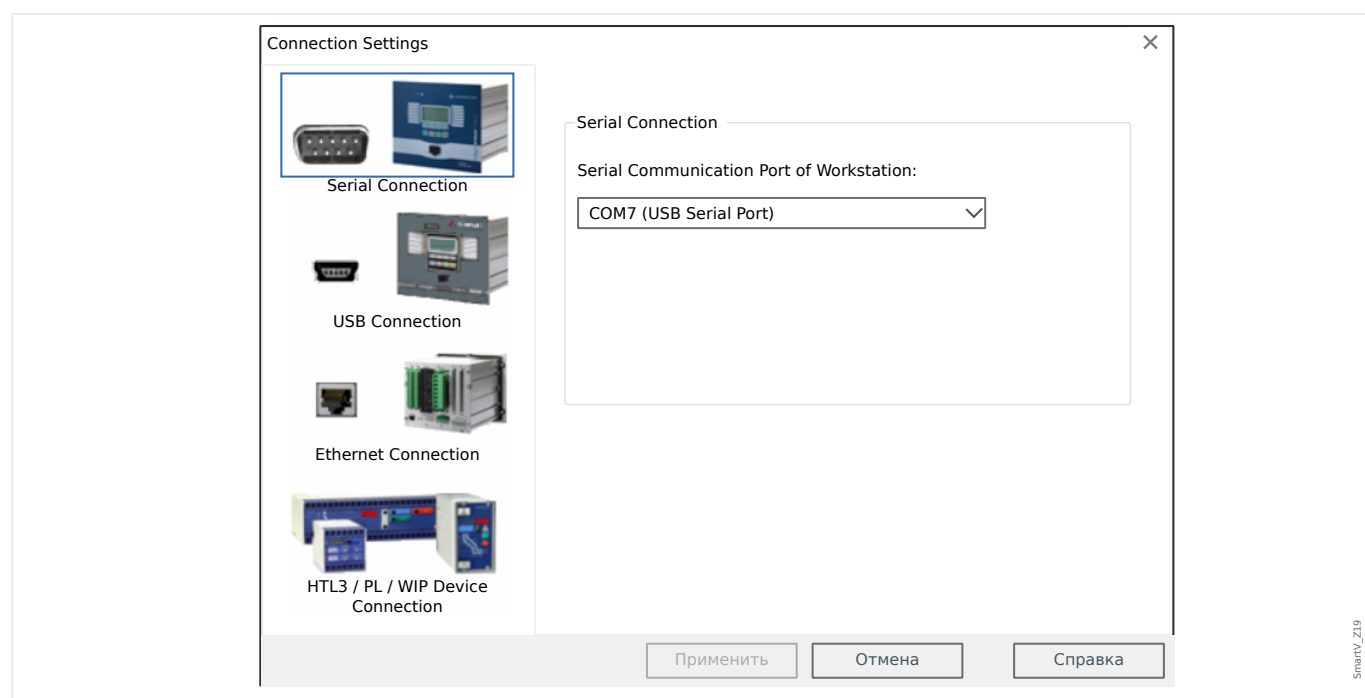 Connection Settings
Serial Connection
Serial Connection
Serial Communication Port of Workstation:
COM7 (USB Serial Port)
USB Connection
Ethernet Connection
HTL3 / PL / WIP Device
Connection
Применить
Отмена
Справка
SmartV_Z19